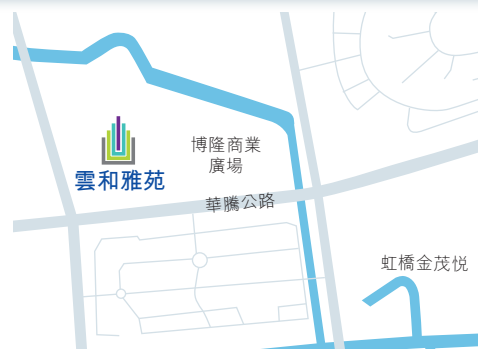 博隆商業
廣場
雲和雅苑
華騰公路
虹橋金茂悦